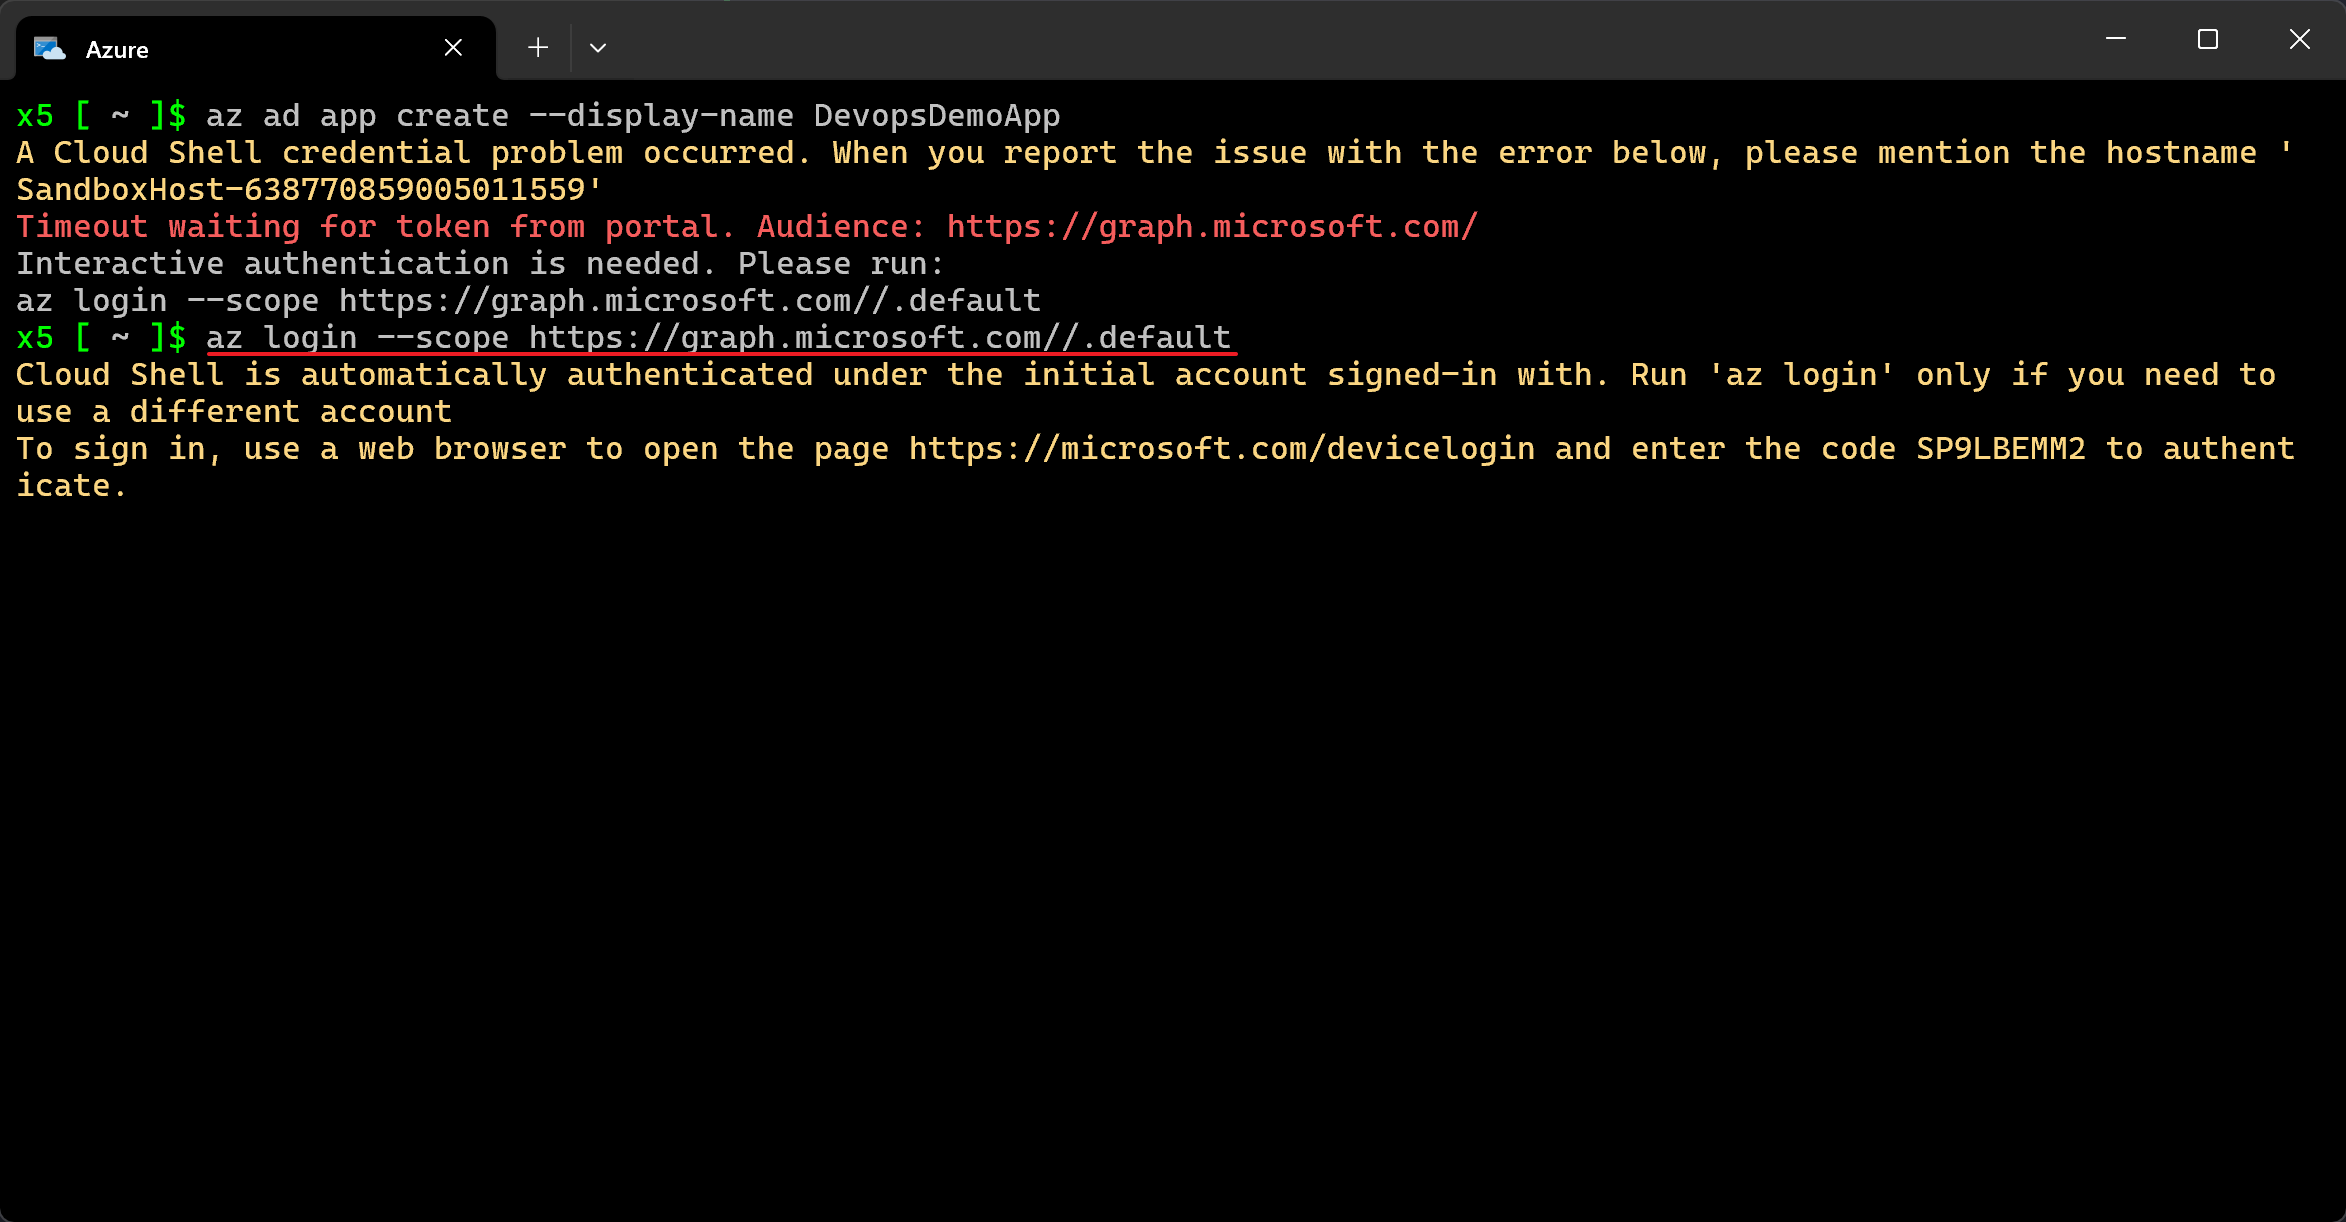 Azure
x5 [ ~ ]$ az ad app create --display-name DevopsDemoApp
A Cloud Shell credential problem occurred. When you report the issue with the error below, please mention the hostname '
SandboxHost-638770859005011559'
Timeout waiting for token from portal. Audience: https://graph.microsoft.com/
Interactive authentication is needed. Please run:
az login --scope https://graph.microsoft.com//.default
x5 [ ~ ]$ az login --scope https://graph.microsoft.com//.default
Cloud Shell is automatically authenticated under the initial account signed-in with. Run 'az login' only if you need to
use a different account
To sign in, use a web browser to open the page https://microsoft.com/devicelogin and enter the code SP9LBEMM2 to authent
icate.